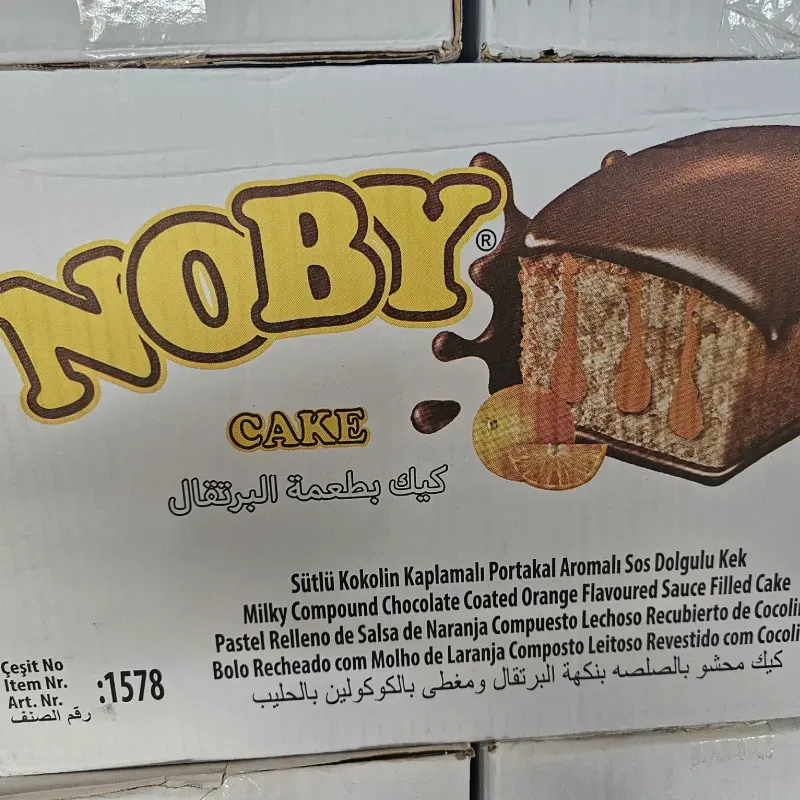 NOBY®
CAKE
كيك بطعمة البرتقال
Sütlü Kokolin Kaplamalı Portakal Aromalı Sos Dolgulu Kek
Milky Compound Chocolate Coated Orange Flavoured Sauce Filled Cake
Pastel Relleno de Salsa de Naranja Compuesto Lechoso Recubierto de
Bolo Recheado com Molho de Laranja Composto Leitoso Revestido com
كيك محشو بالصلصه بنكهة البرتقال ومغطى بالكوكولين بالحليب
Çeşit No
Item Nr.
Art. Nr.
رقم الصنف
:1578